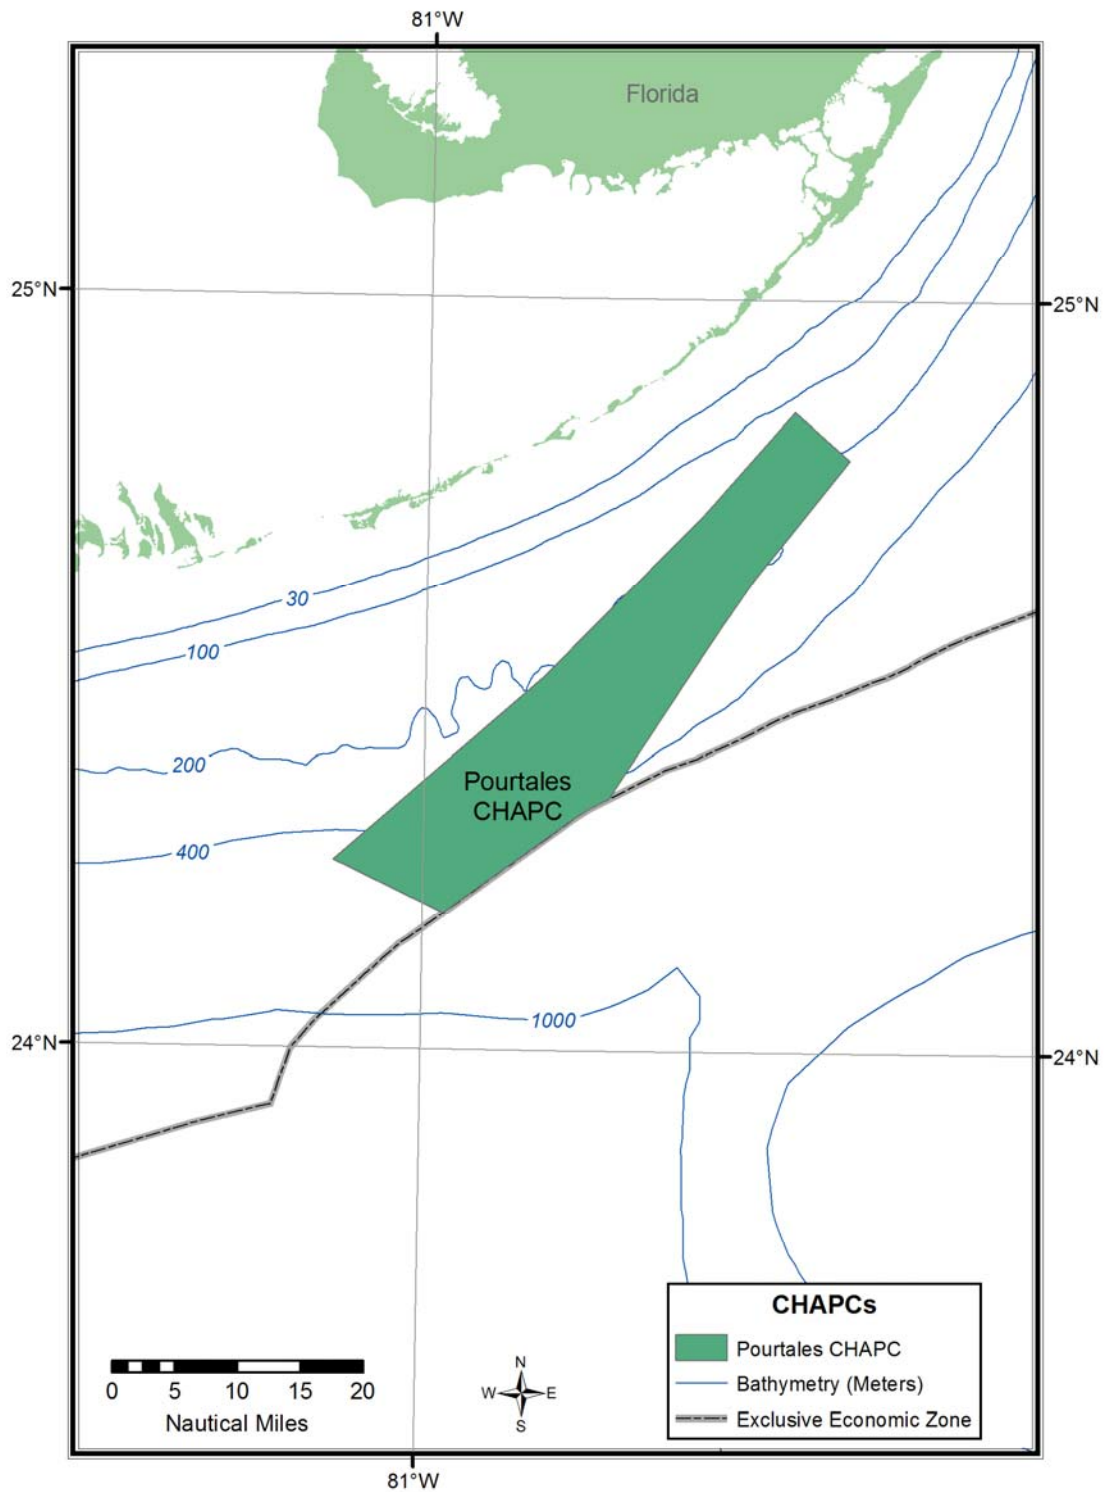 81°W
Florida
25°N
25°N
30
100
200
Pourtales
CHAPC
400
1000
24°N
24°N
CHAPCs
Pourtales CHAPC
Bathymetry (Meters)
Exclusive Economic Zone
N
W E
S
0 5 10 15 20
Nautical Miles
81°W